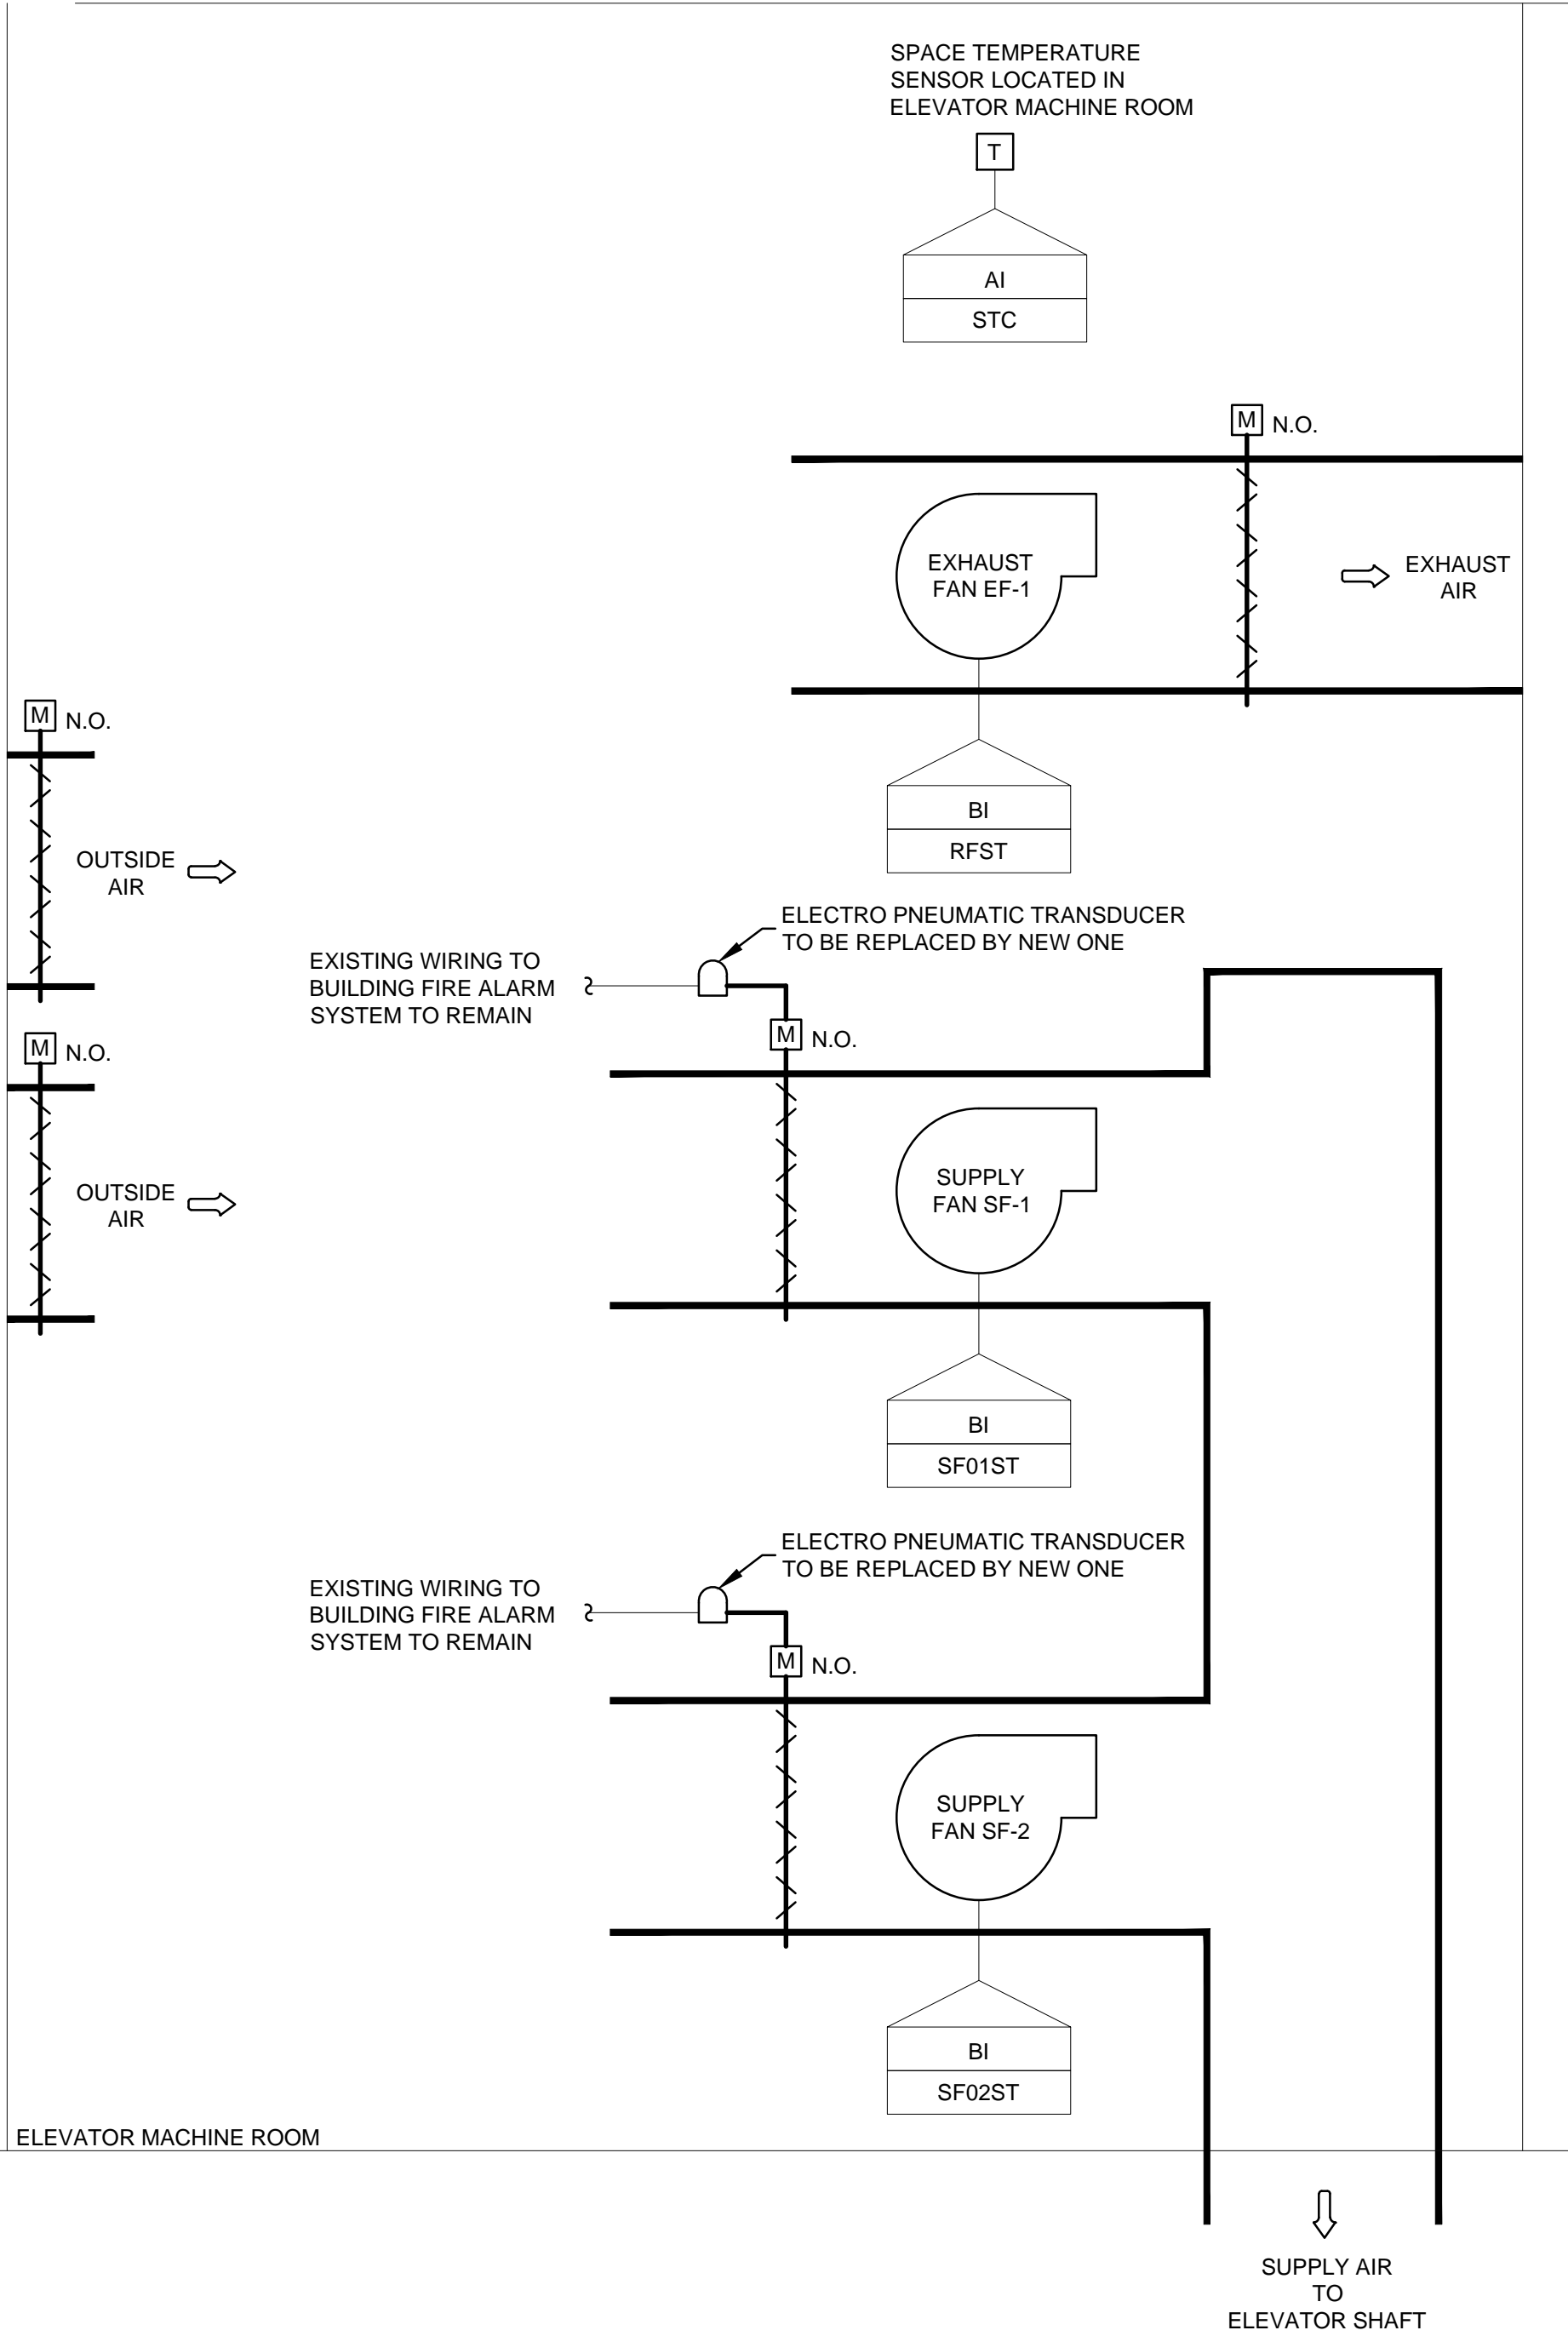 SPACE TEMPERATURE
SENSOR LOCATED IN
ELEVATOR MACHINE ROOM
T
AI
STC
M N.O.
EXHAUST
FAN EF-1
EXHAUST
AIR
BI
RFST
M N.O.
OUTSIDE
AIR
ELECTRO PNEUMATIC TRANSDUCER
TO BE REPLACED BY NEW ONE
EXISTING WIRING TO
BUILDING FIRE ALARM
SYSTEM TO REMAIN
M N.O.
M N.O.
OUTSIDE
AIR
SUPPLY
FAN SF-1
BI
SF01ST
ELECTRO PNEUMATIC TRANSDUCER
TO BE REPLACED BY NEW ONE
EXISTING WIRING TO
BUILDING FIRE ALARM
SYSTEM TO REMAIN
M N.O.
SUPPLY
FAN SF-2
BI
SF02ST
ELEVATOR MACHINE ROOM
SUPPLY AIR
TO
ELEVATOR SHAFT